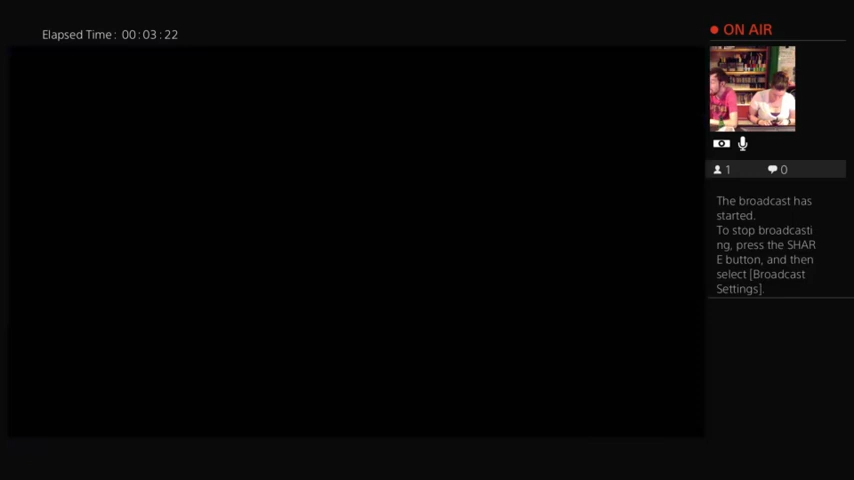 Elapsed Time: 00:03:22
ON AIR
1 0
The broadcast has
started.
To stop broadcasti
ng, press the SHAR
E button, and then
select [Broadcast
Settings].